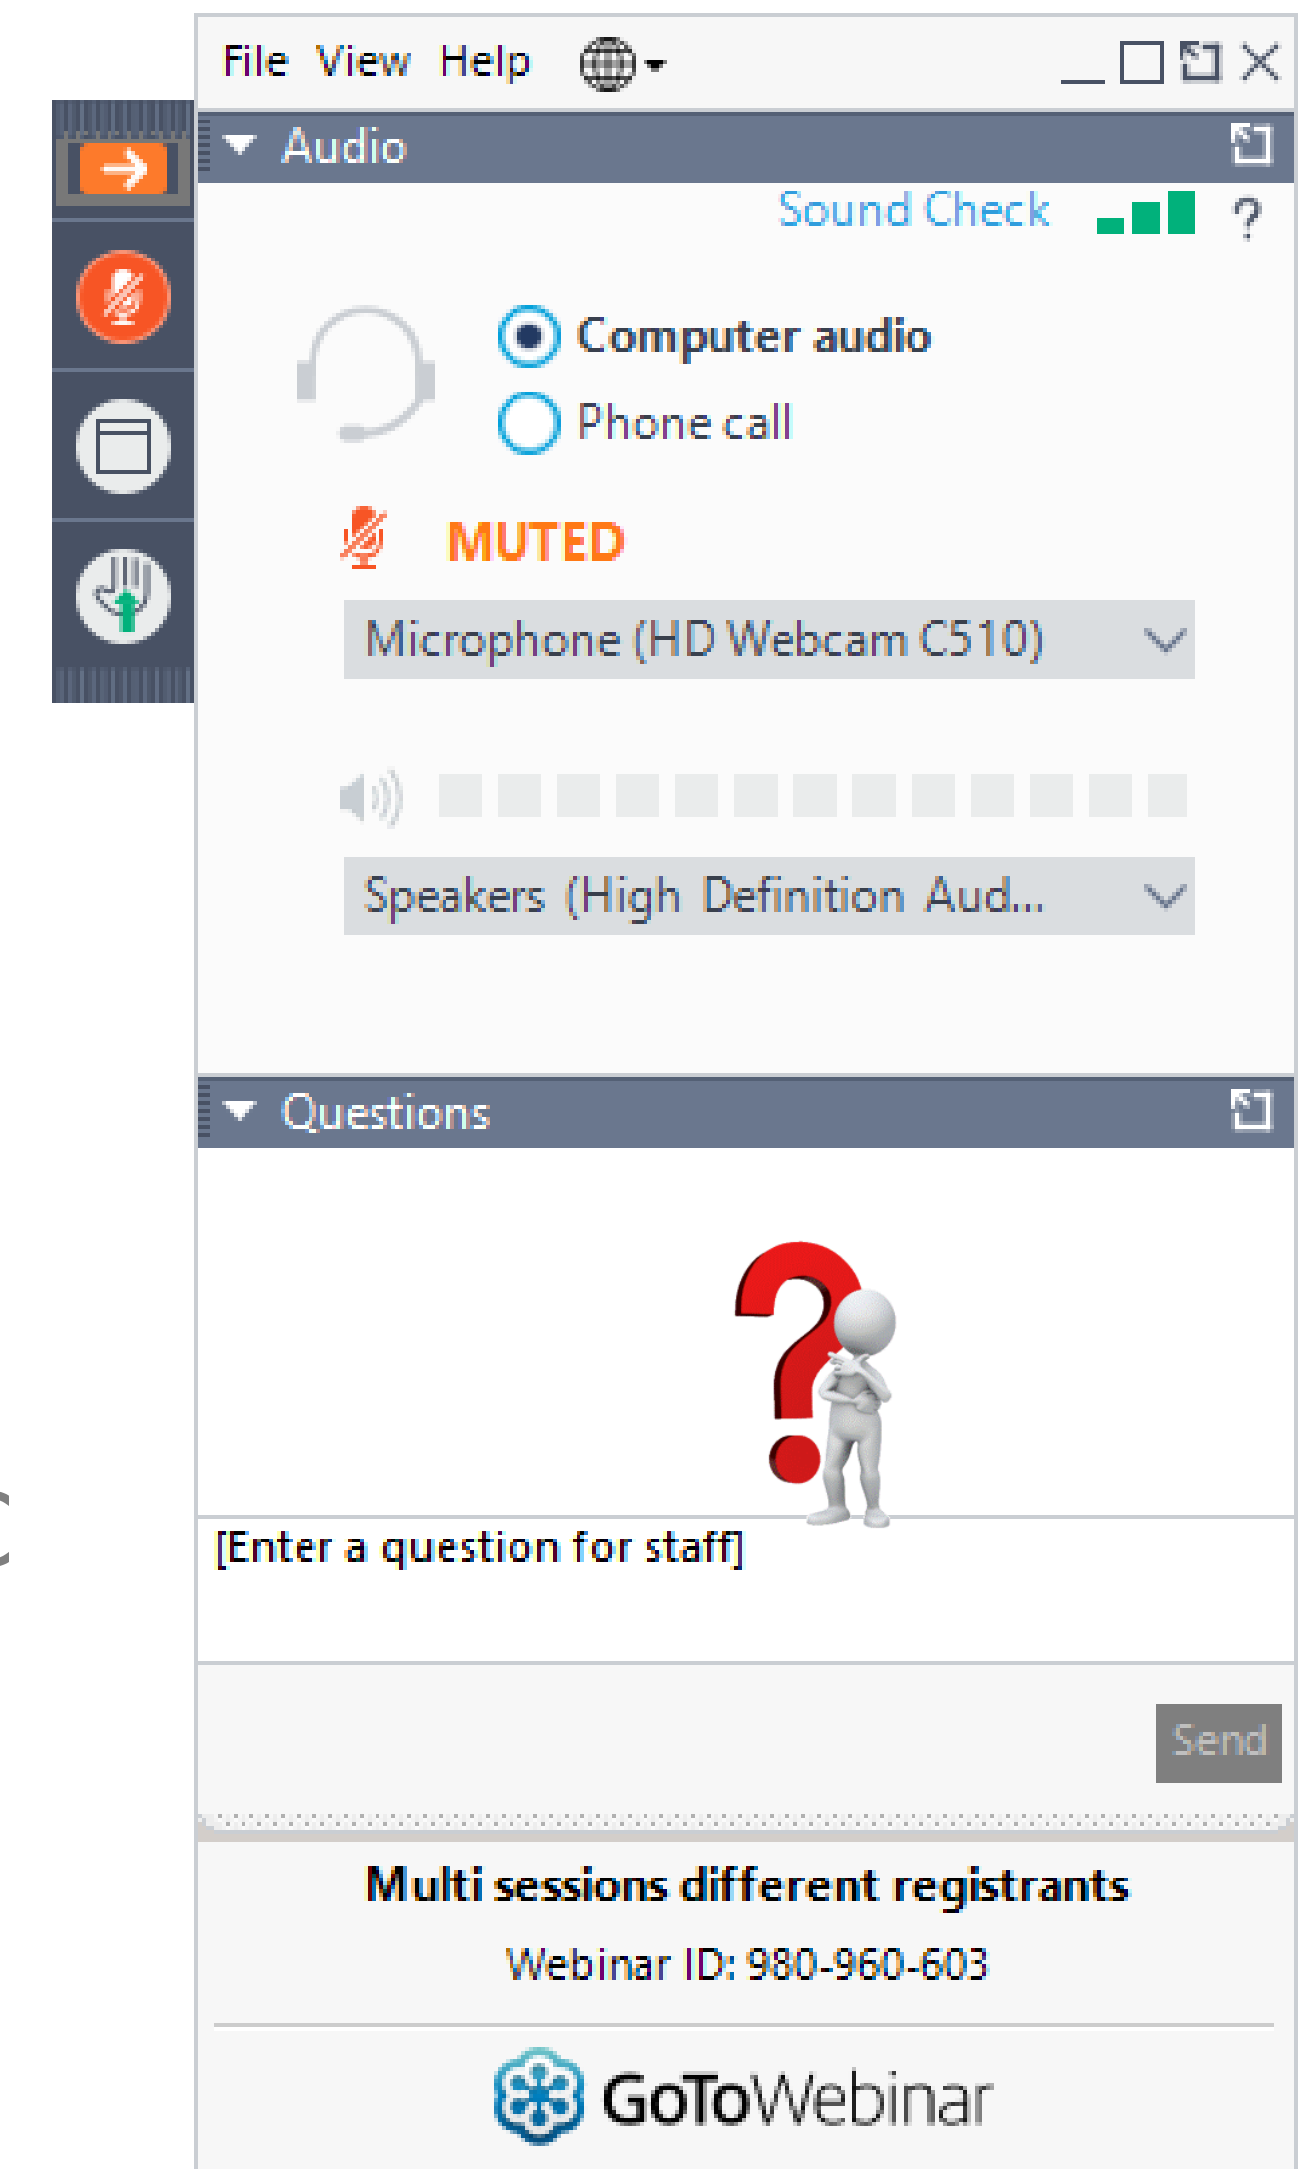 File View Help
Audio
Sound Check ?
Computer audio
Phone call
MUTED
Microphone (HD Webcam C510)
Speakers (High Definition Aud...
Questions
[Enter a question for staff]
Send
Multi sessions different registrants
Webinar ID: 980-960-603
GoToWebinar